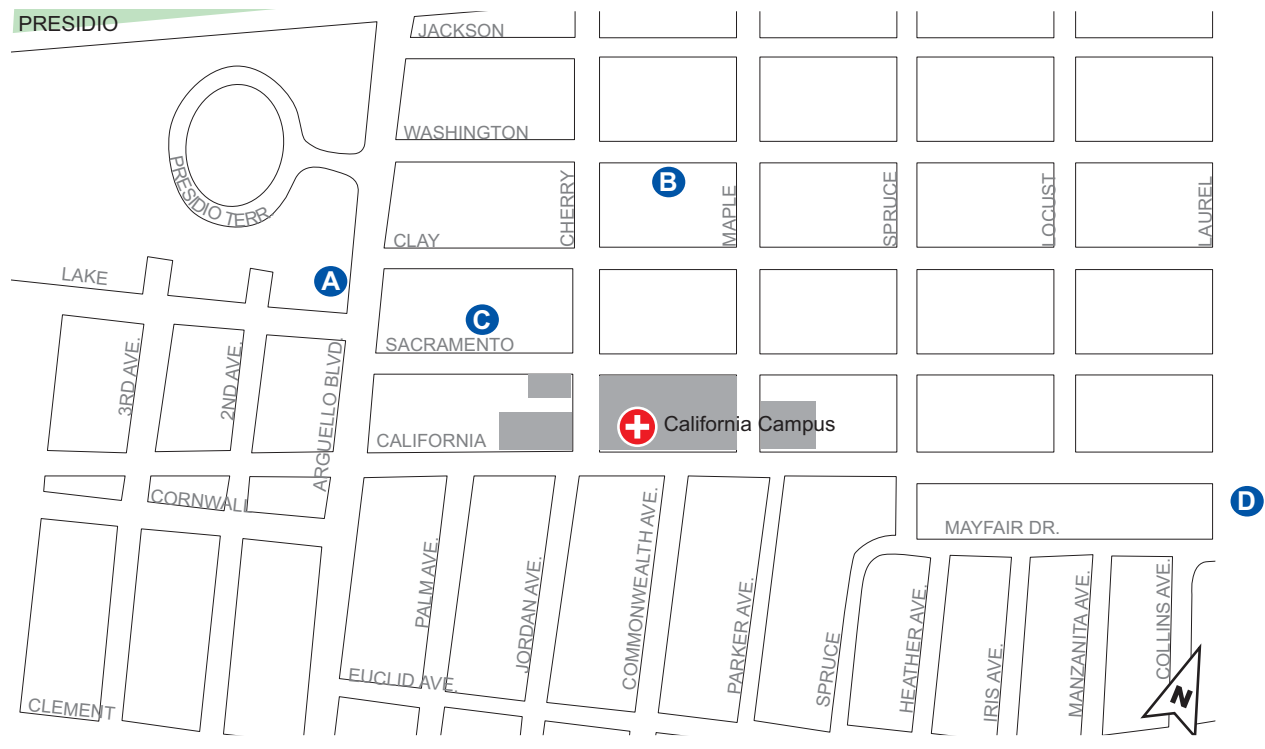 PRESIDIO
JACKSON
WASHINGTON
PRESIDIO TERR.
CHERRY
B
MAPLE
SPRUCE
LOCUST
LAUREL
CLAY
LAKE
A
C
SACRAMENTO
3RD AVE.
2ND AVE.
ARGUELLO BLVD.
CALIFORNIA
California Campus
CORNWALL
D
MAYFAIR DR.
PALM AVE.
JORDAN AVE.
COMMONWEALTH AVE.
PARKER AVE.
SPRUCE
HEATHER AVE.
IRIS AVE.
MANZANITA AVE.
COLLINS AVE.
EUCLID AVE.
CLEMENT
N